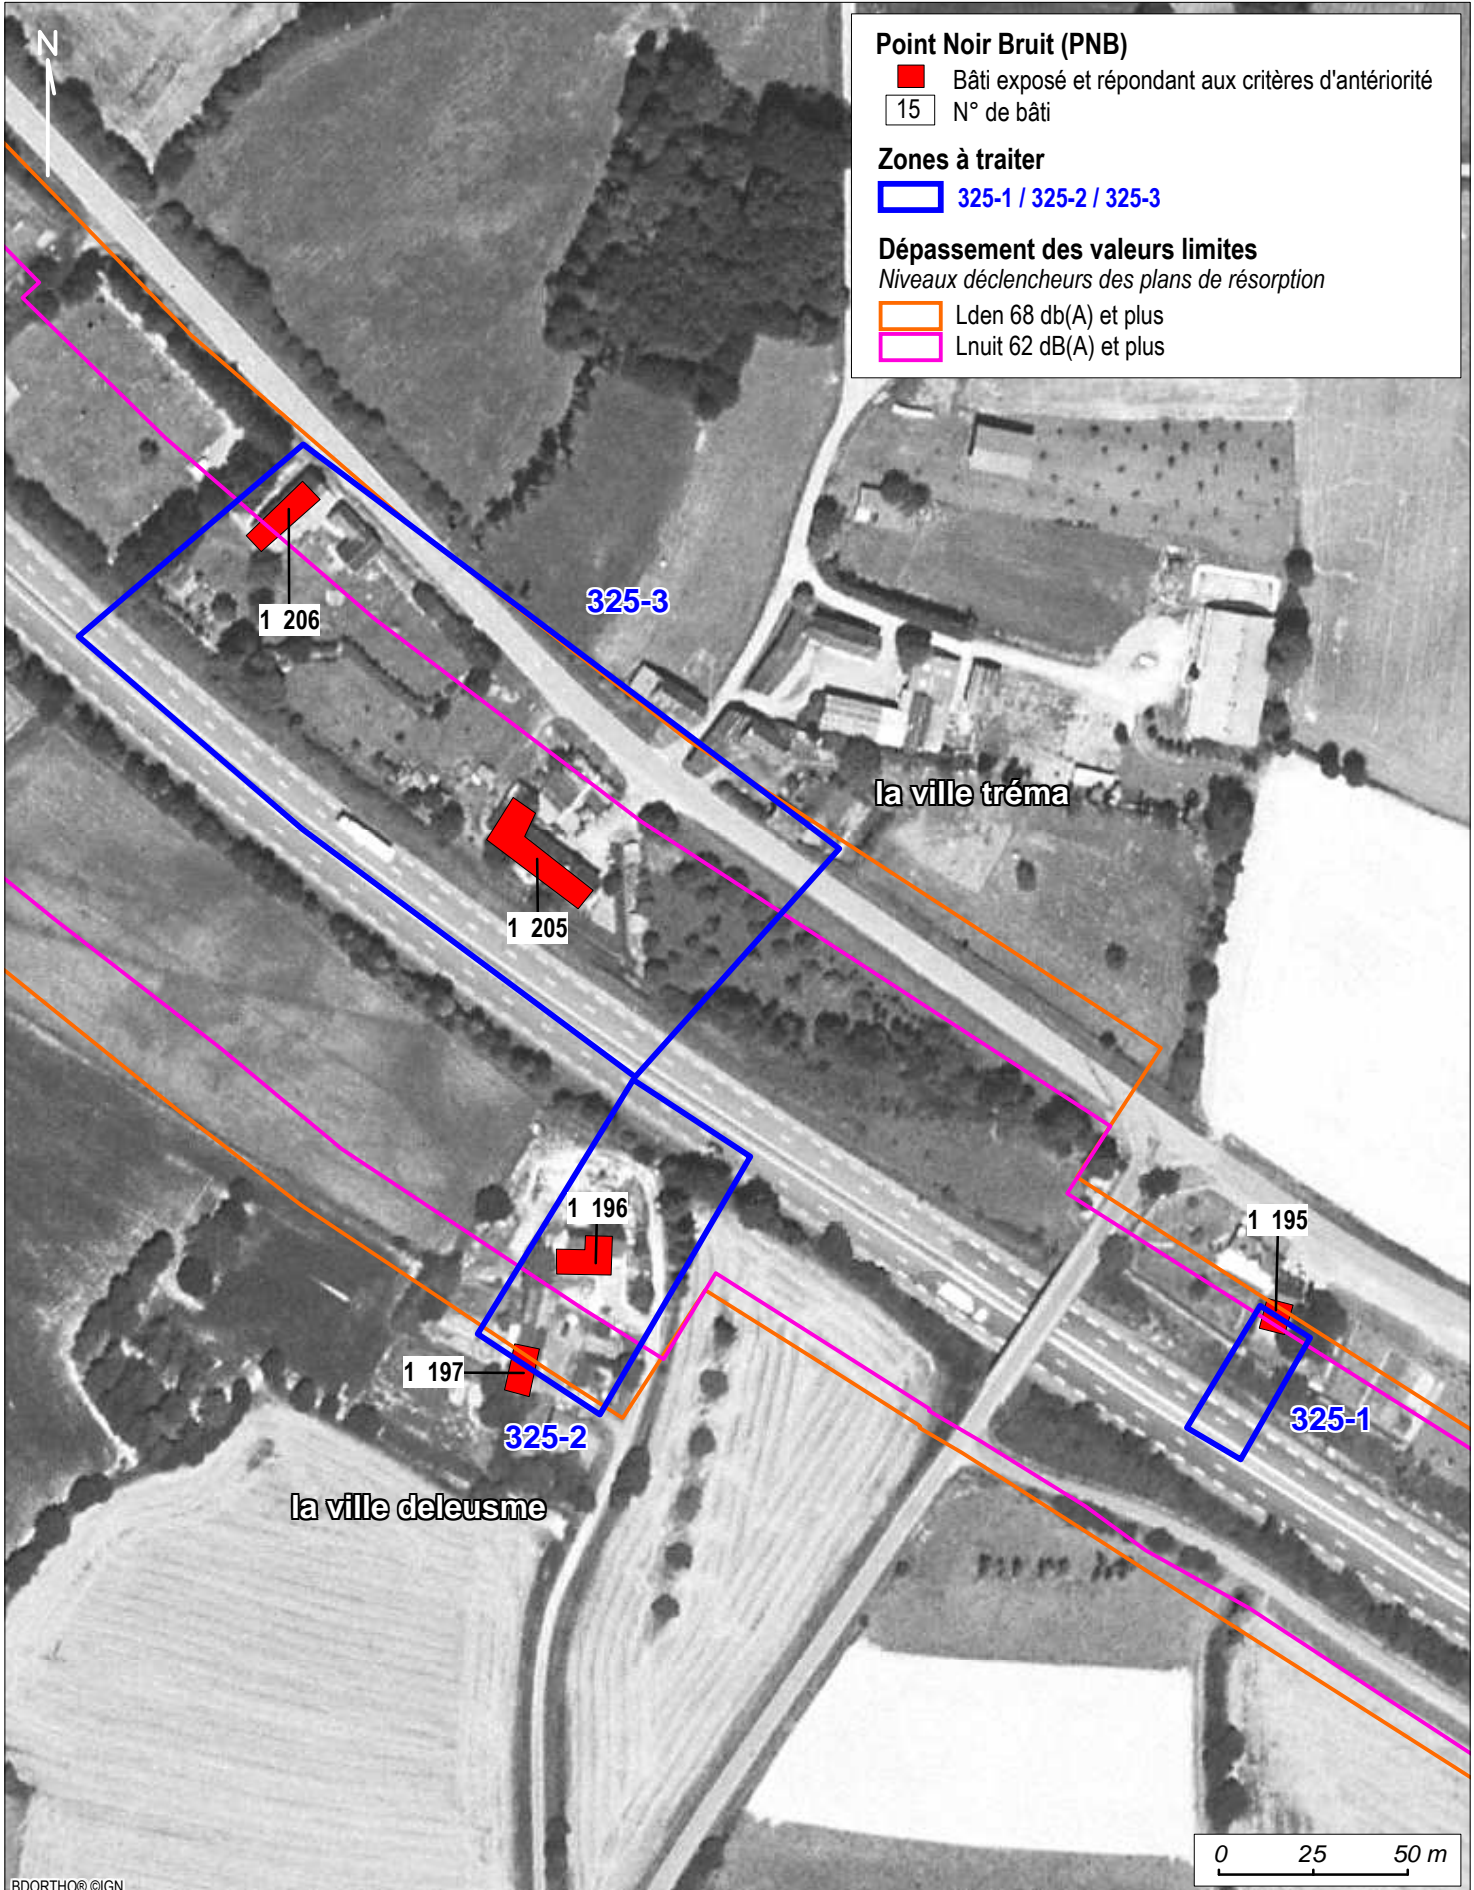 N
Point Noir Bruit (PNB)
Bâti exposé et répondant aux critères d'antériorité
15 N° de bâti
Zones à traiter
325-1 / 325-2 / 325-3
Dépassement des valeurs limites
Niveaux déclencheurs des plans de résorption
Lden 68 db(A) et plus
Lnuit 62 dB(A) et plus
325-3
1 206
la ville tréma
1 205
1 196
1 195
1 197
325-1
325-2
la ville deleusme
0 25 50 m
BDORTHO® ©IGN